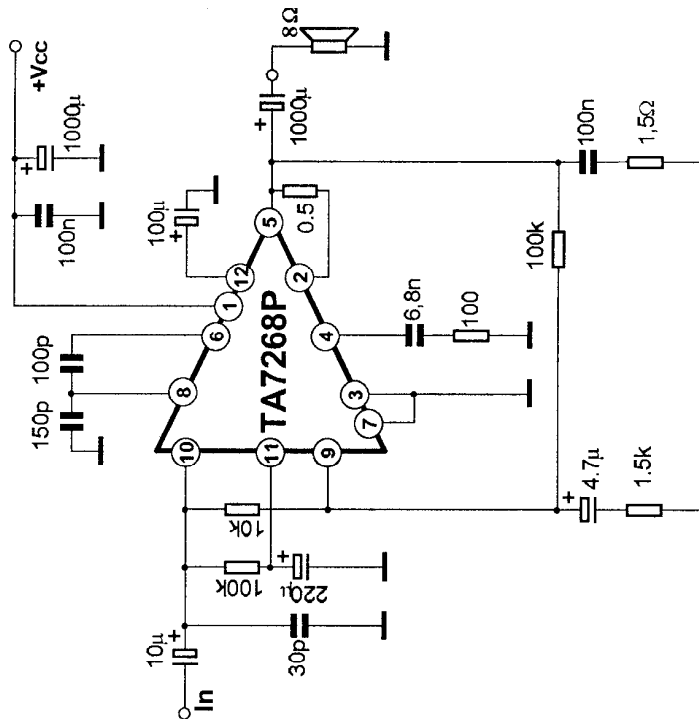 +Vcc
1000µ
100n
8Ω
1000µ
100µ
0.5
100p
150p
6
1
12
5
8
2
4
3
7
10
11
9
TA7268P
6,8n
100
100k
100n
1,5Ω
10k
100k
220µ
4.7µ
1.5k
10µ
30p
In
+
+
+
+
+
+